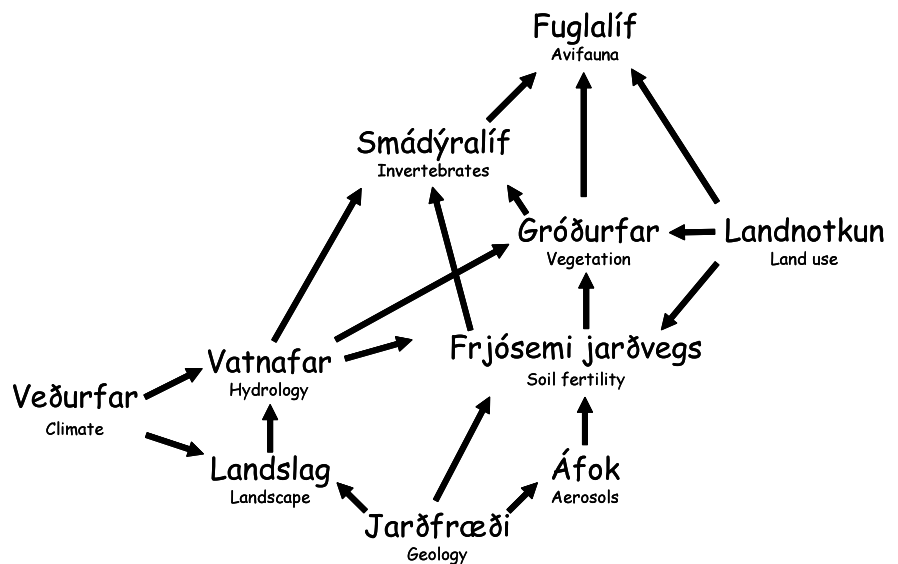 Fuglalíf
Avifauna
Smádýralíf
Invertebrates
Gróðurfar
Vegetation
Landnotkun
Land use
Frjósemi jarðvegs
Soil fertility
Vatnafar
Hydrology
Veðurfar
Climate
Landslag
Landscape
Áfok
Aerosols
Jarðfræði
Geology